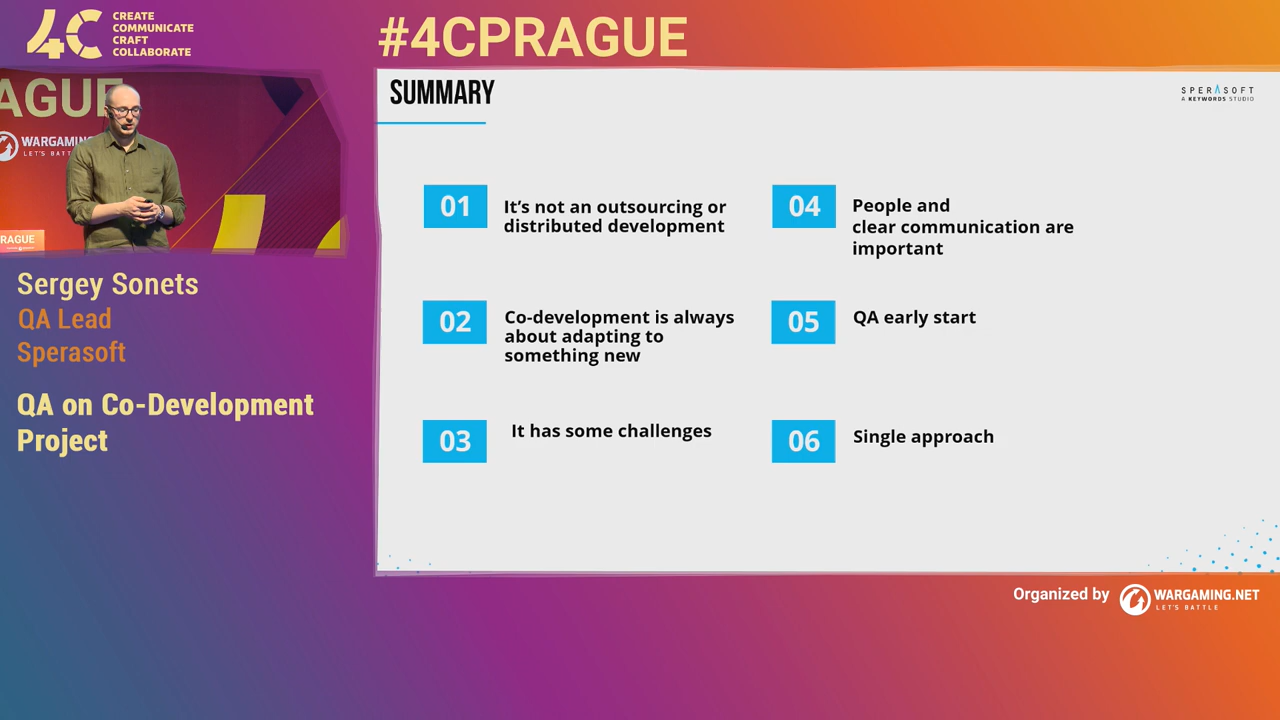 4C
CREATE
COMMUNICATE
CRAFT
COLLABORATE
#4CPRAGUE
AGUE
WARGAMING
LET'S BATT
RAGUE
Sergey Sonets
QA Lead
Sperasoft
QA on Co-Development
Project
SUMMARY
SPERASOFT
A KEYWORDS STUDIO
01
It's not an outsourcing or
distributed development
02
Co-development is always
about adapting to
something new
03
It has some challenges
04
People and
clear communication are
important
05
QA early start
06
Single approach
Organized by
WARGAMING.NET
LET'S BATTLE